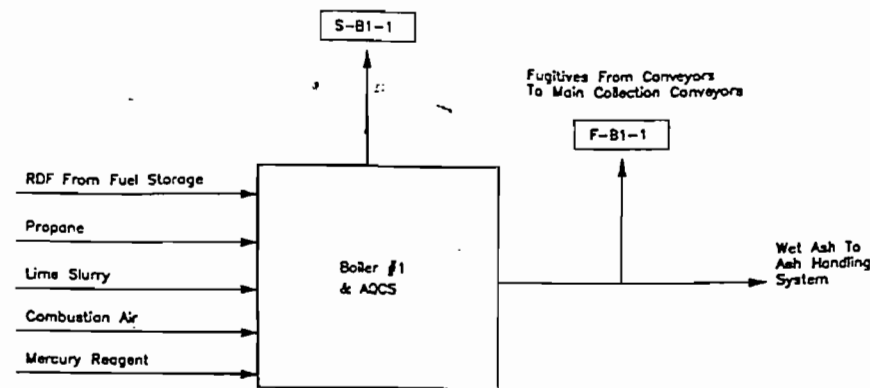 S-B1-1
Fugitives From Conveyors
To Main Collection Conveyors
F-B1-1
RDF From Fuel Storage
Propane
Lime Slurry
Combustion Air
Mercury Reagent
Boiler #1
& AQCS
Wet Ash To
Ash Handling
System